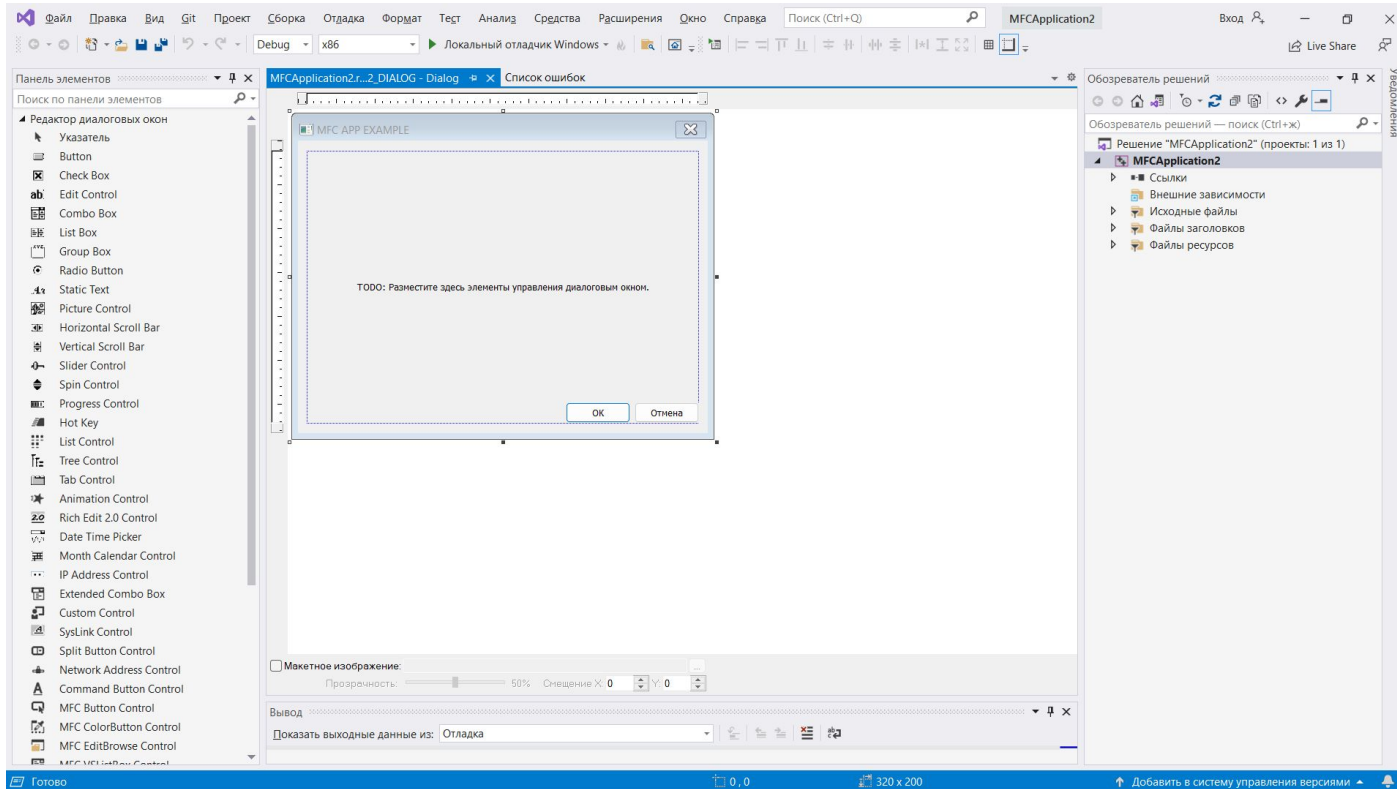 Файл Правка Вид Git Проект Сборка Отладка Формат Тест Анализ Средства Расширения Окно Справка Поиск (Ctrl+Q) MFCApplication2 Вход
Debug x86 Локальный отладчик Windows Live Share
Панель элементов
Поиск по панели элементов
Редактор диалоговых окон
Указатель
Button
Check Box
Edit Control
Combo Box
List Box
Group Box
Radio Button
Static Text
Picture Control
Horizontal Scroll Bar
Vertical Scroll Bar
Slider Control
Spin Control
Progress Control
Hot Key
List Control
Tree Control
Tab Control
Animation Control
Rich Edit 2.0 Control
Date Time Picker
Month Calendar Control
IP Address Control
Extended Combo Box
Custom Control
SysLink Control
Split Button Control
Network Address Control
Command Button Control
MFC Button Control
MFC ColorButton Control
MFC EditBrowse Control
MFC VSListBox Control
MFCApplication2.r...2_DIALOG - Dialog Список ошибок
MFC APP EXAMPLE
TODO: Разместите здесь элементы управления диалоговым окном.
ОК Отмена
Макетное изображение: ...
Прозрачность: 50% Смещение X: 0 Y: 0
Вывод
Показать выходные данные из: Отладка
Обозреватель решений
Обозреватель решений — поиск (Ctrl+ж)
Решение "MFCApplication2" (проекты: 1 из 1)
MFCApplication2
Ссылки
Внешние зависимости
Исходные файлы
Файлы заголовков
Файлы ресурсов
Уведомления
Готово 0 , 0 320 x 200 Добавить в систему управления версиями